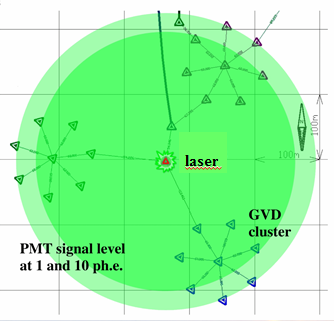 100m
100m
laser
GVD
cluster
PMT signal level
at 1 and 10 ph.e.